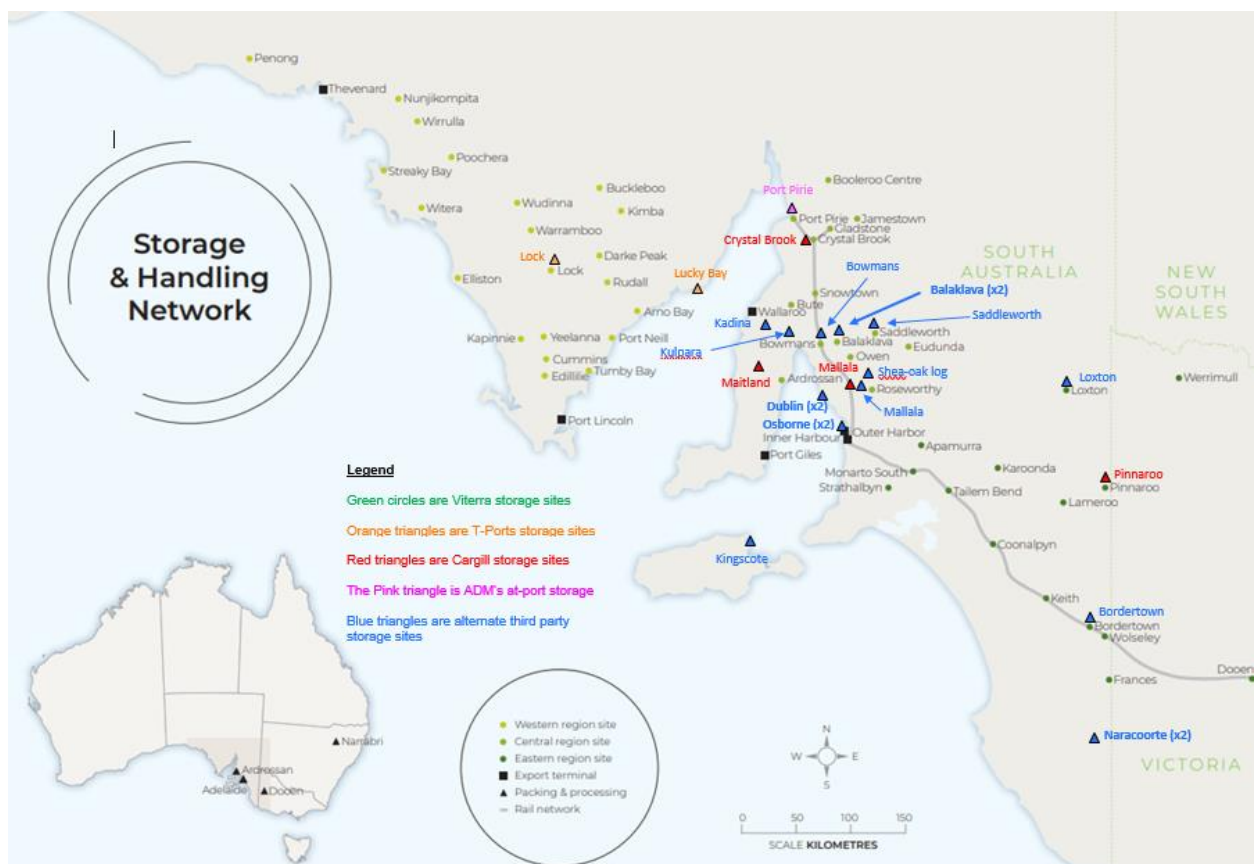 Penong
Thevenard
Nunjikompita
Wirrulla
Poochera
Streaky Bay
Witera
Wudinna
Buckleboo
Kimba
Warramboo
Lock
Lock
Darke Peak
Rudall
Elliston
Lucky Bay
Arno Bay
Kapinnie
Yeelanna
Port Neill
Cummins
Edillilie
Tumby Bay
Port Lincoln
Storage
& Handling
Network
Port Pirie
Port Pirie
Booleroo Centre
Jamestown
Gladstone
Crystal Brook
Crystal Brook
Bowmans
Balaklava (x2)
Saddleworth
Snowtown
Bute
Wallaroo
Kadina
Kulpara
Bowmans
Balaklava
Saddleworth
Eudunda
Owen
Maitland
Mallala
Shea-oak log
Ardrossan
Roseworthy
Mallala
Dublin (x2)
Osborne (x2)
Outer Harbor
Inner Harbour
Port Giles
Apamurra
Monarto South
Strathalbyn
Tailem Bend
Karoonda
Loxton
Loxton
Werrimull
Pinnaroo
Pinnaroo
Lameroo
Coonalpyn
Kingscote
Keith
Bordertown
Bordertown
Wolseley
Dooen
Frances
Naracoorte (x2)
SOUTH
AUSTRALIA
NEW
SOUTH
WALES
VICTORIA
Legend
Green circles are Viterra storage sites
Orange triangles are T-Ports storage sites
Red triangles are Cargill storage sites
The Pink triangle is ADM's at-port storage
Blue triangles are alternate third party
storage sites
Western region site
Central region site
Eastern region site
Export terminal
Packing & processing
Rail network
N
W E
S
0 50 100 150
SCALE KILOMETRES
Narrabri
Ardrossan
Adelaide
Dooen